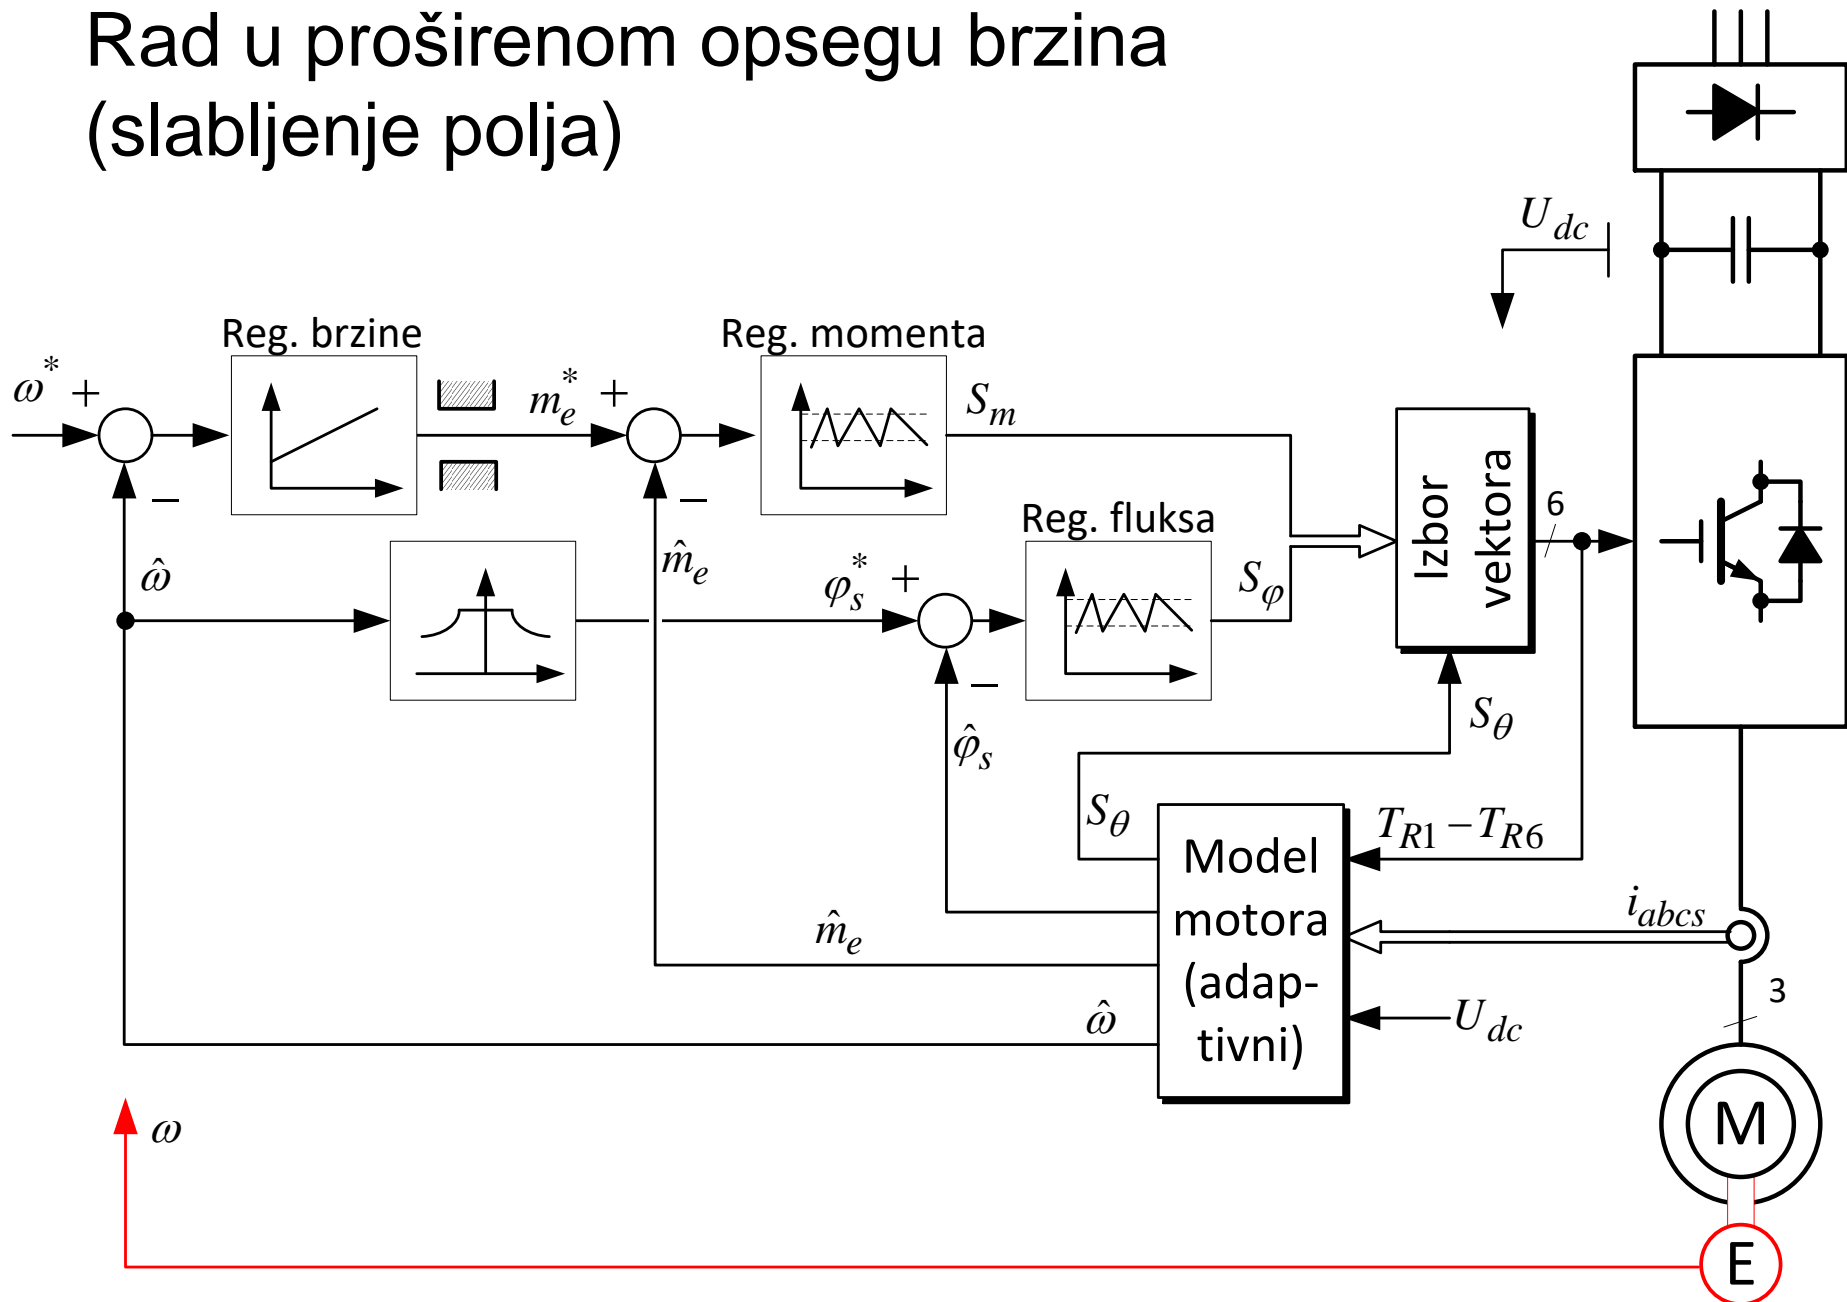 Rad u proširenom opsegu brzina
(slabljenje polja)
U_dc
Reg. brzine
Reg. momenta
ω* +
m_e* +
S_m
−
−
Izbor
vektora
6
Reg. fluksa
ω̂
m̂_e
φ_s* +
S_φ
−
φ̂_s
S_θ
S_θ
T_R1 − T_R6
Model
motora
(adap-
tivni)
i_abcs
m̂_e
3
ω̂
U_dc
ω
M
E